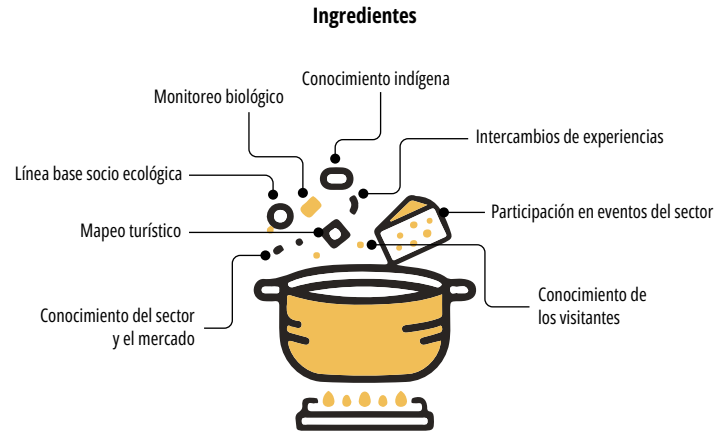 Ingredientes
Conocimiento indígena
Monitoreo biológico
Intercambios de experiencias
Línea base socio ecológica
Participación en eventos del sector
Mapeo turístico
Conocimiento del sector
y el mercado
Conocimiento de
los visitantes